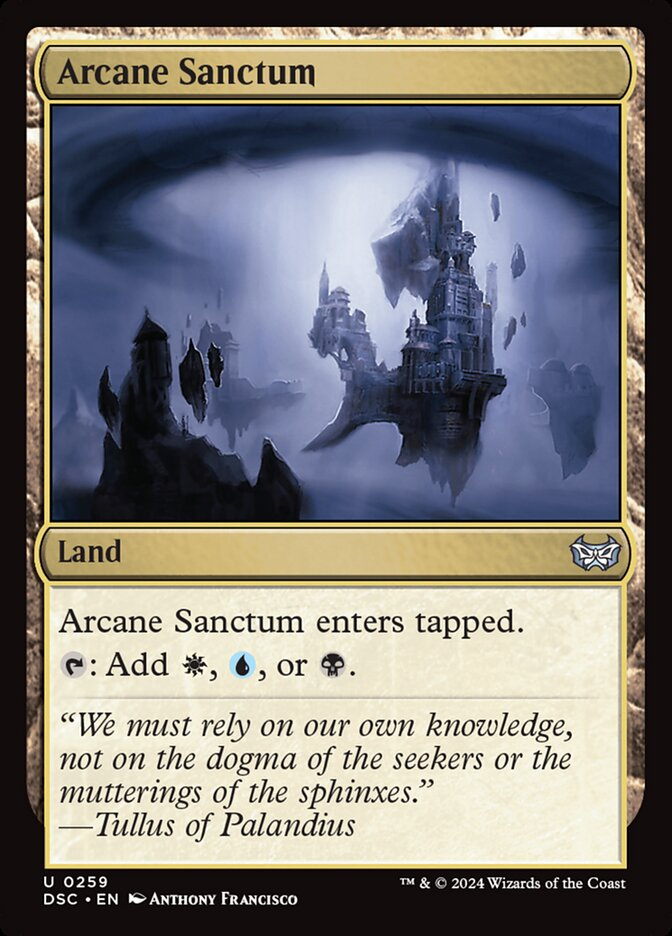 Arcane Sanctum
Land
Arcane Sanctum enters tapped.
: Add , , or .
“We must rely on our own knowledge,
not on the dogma of the seekers or the
mutterings of the sphinxes.”
—Tullus of Palandius
U 0259
DSC • EN Anthony Francisco
™ & © 2024 Wizards of the Coast